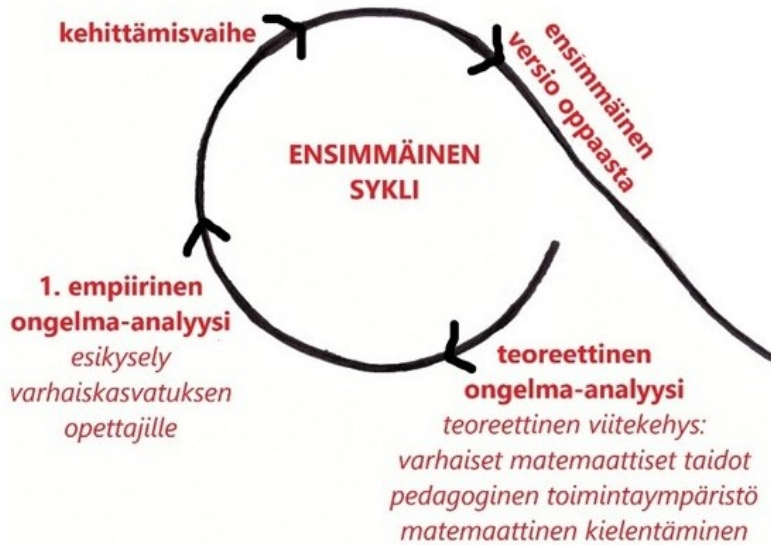 kehittämisvaihe
ensimmäinen
versio oppaasta
ENSIMMÄINEN
SYKLI
1. empiirinen
ongelma-analyysi
esikysely
varhaiskasvatuksen
opettajille
teoreettinen
ongelma-analyysi
teoreettinen viitekehys:
varhaiset matemaattiset taidot
pedagoginen toimintaympäristö
matemaattinen kielentäminen